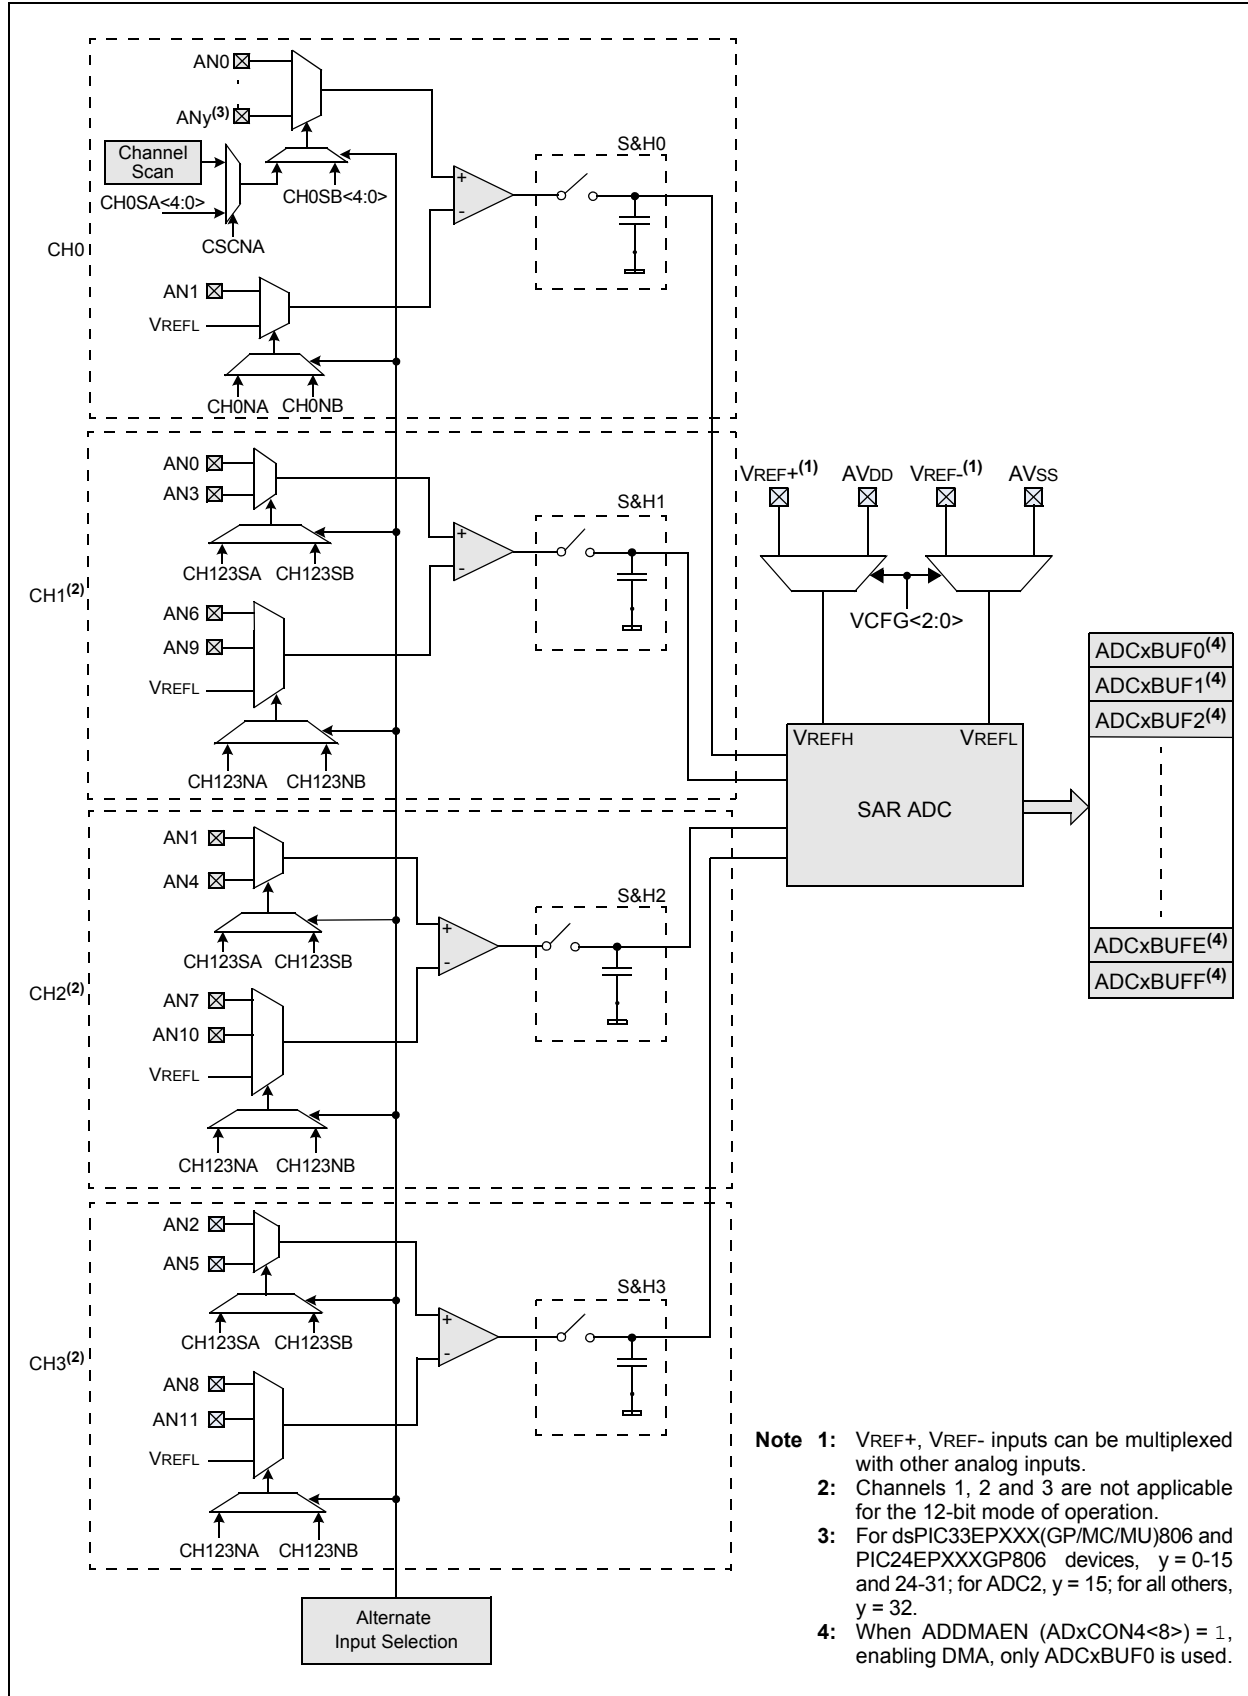 AN0
ANy(3)
Channel
Scan
CH0SA<4:0>
CH0SB<4:0>
CSCNA
CH0
AN1
VREFL
CH0NA
CH0NB
+
-
S&H0
AN0
AN3
CH123SA
CH123SB
CH1(2)
AN6
AN9
VREFL
CH123NA
CH123NB
+
-
S&H1
VREF+(1)
AVDD
VREF-(1)
AVSS
VCFG<2:0>
VREFH
VREFL
SAR ADC
ADCxBUF0(4)
ADCxBUF1(4)
ADCxBUF2(4)
ADCxBUFE(4)
ADCxBUFF(4)
AN1
AN4
CH123SA
CH123SB
CH2(2)
AN7
AN10
VREFL
CH123NA
CH123NB
+
-
S&H2
AN2
AN5
CH123SA
CH123SB
CH3(2)
AN8
AN11
VREFL
CH123NA
CH123NB
+
-
S&H3
Alternate
Input Selection
Note 1: VREF+, VREF- inputs can be multiplexed
with other analog inputs.
2: Channels 1, 2 and 3 are not applicable
for the 12-bit mode of operation.
3: For dsPIC33EPXXX(GP/MC/MU)806 and
PIC24EPXXXGP806 devices, y = 0-15
and 24-31; for ADC2, y = 15; for all others,
y = 32.
4: When ADDMAEN (ADxCON4<8>) = 1,
enabling DMA, only ADCxBUF0 is used.